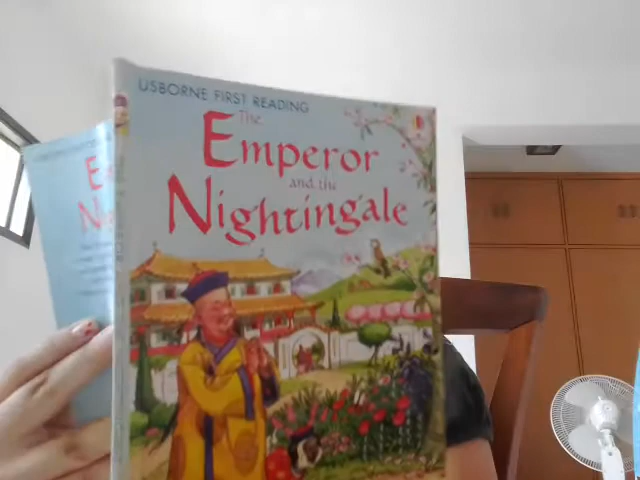 USBORNE FIRST READING
The
Emperor
and the
Nightingale